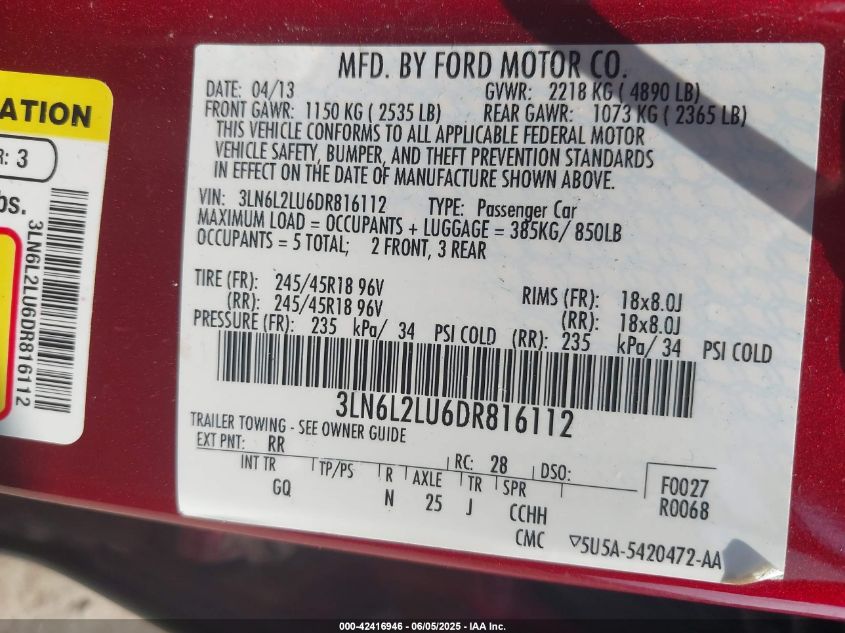 ATION
R: 3
bs.
3LN6L2LU6DR816112
MFD. BY FORD MOTOR CO.
DATE: 04/13 GVWR: 2218 KG ( 4890 LB)
FRONT GAWR: 1150 KG ( 2535 LB) REAR GAWR: 1073 KG ( 2365 LB)
THIS VEHICLE CONFORMS TO ALL APPLICABLE FEDERAL MOTOR
VEHICLE SAFETY, BUMPER, AND THEFT PREVENTION STANDARDS
IN EFFECT ON THE DATE OF MANUFACTURE SHOWN ABOVE.
VIN: 3LN6L2LU6DR816112 TYPE: Passenger Car
MAXIMUM LOAD = OCCUPANTS + LUGGAGE = 385KG/ 850LB
OCCUPANTS = 5 TOTAL; 2 FRONT, 3 REAR
TIRE (FR): 245/45R18 96V RIMS (FR): 18x8.0J
(RR): 245/45R18 96V (RR): 18x8.0J
PRESSURE (FR): 235 kPa/ 34 PSI COLD (RR): 235 kPa/ 34 PSI COLD
3LN6L2LU6DR816112
TRAILER TOWING - SEE OWNER GUIDE
EXT PNT: RR RC: 28 DSO:
INT TR TP/PS R AXLE TR SPR F0027
GQ N 25 J CCHH R0068
CMC ▽5U5A-5420472-AA
000-42416946 - 06/05/2025 - IAA Inc.